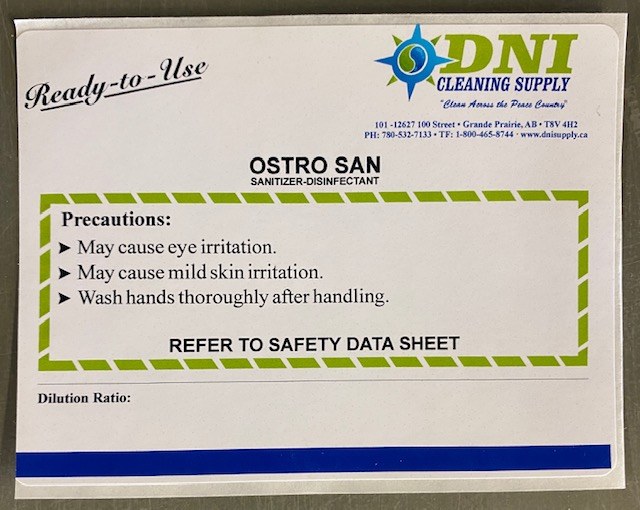 Ready-to-Use
DNI
CLEANING SUPPLY
"Clean Across the Peace Country"
101 -12627 100 Street • Grande Prairie, AB • T8V 4H2
PH: 780-532-7133 • TF: 1-800-465-8744 · www.dnisupply.ca
OSTRO SAN
SANITIZER-DISINFECTANT
Precautions:
➤ May cause eye irritation.
➤ May cause mild skin irritation.
➤ Wash hands thoroughly after handling.
REFER TO SAFETY DATA SHEET
Dilution Ratio: